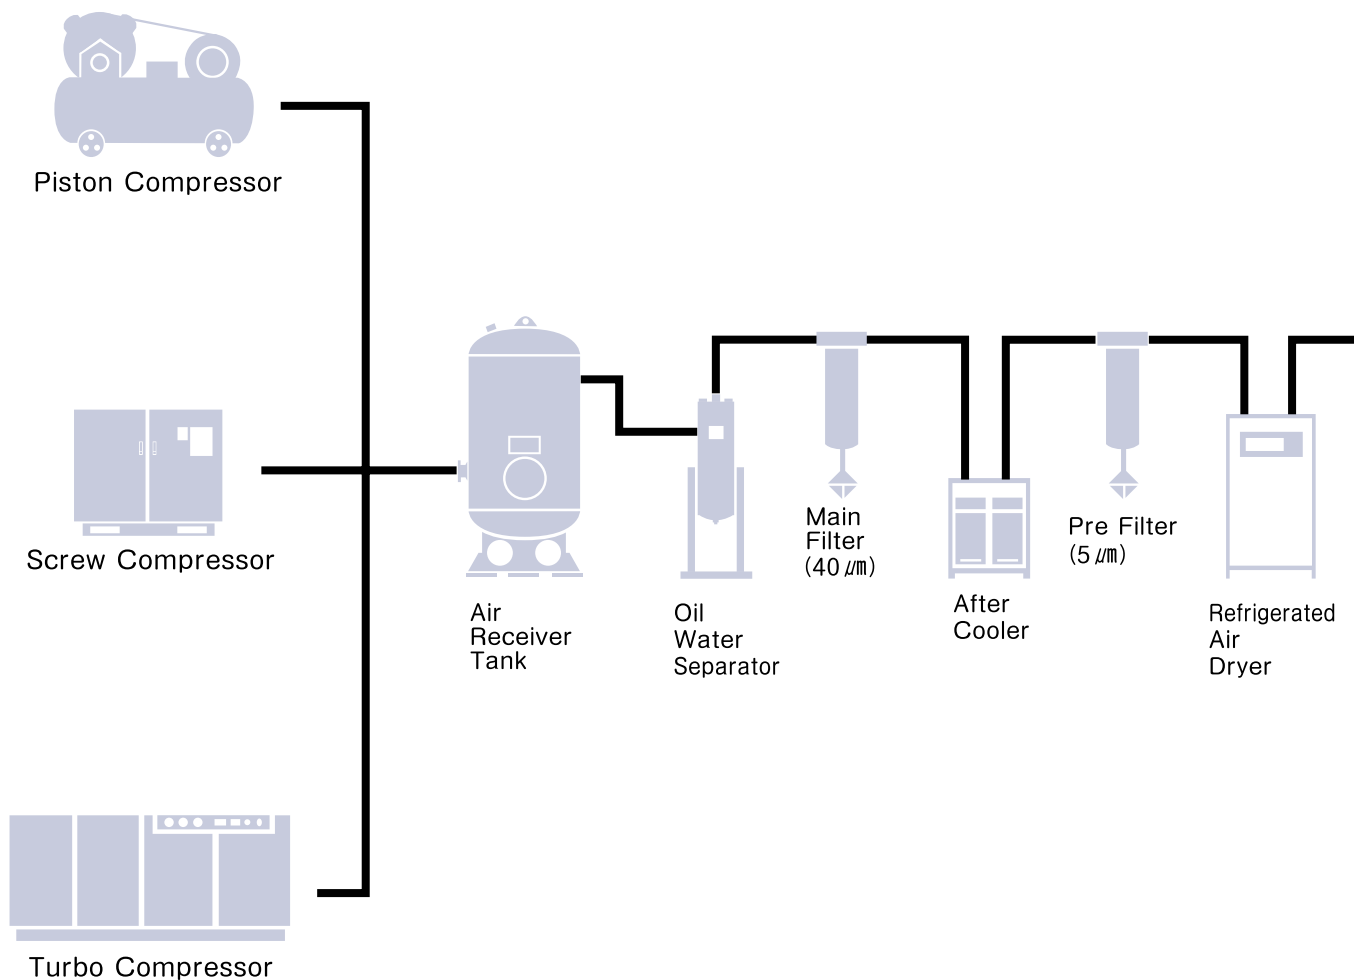 Piston Compressor
Screw Compressor
Turbo Compressor
Air
Receiver
Tank
Oil
Water
Separator
Main
Filter
(40㎛)
After
Cooler
Pre Filter
(5㎛)
Refrigerated
Air
Dryer